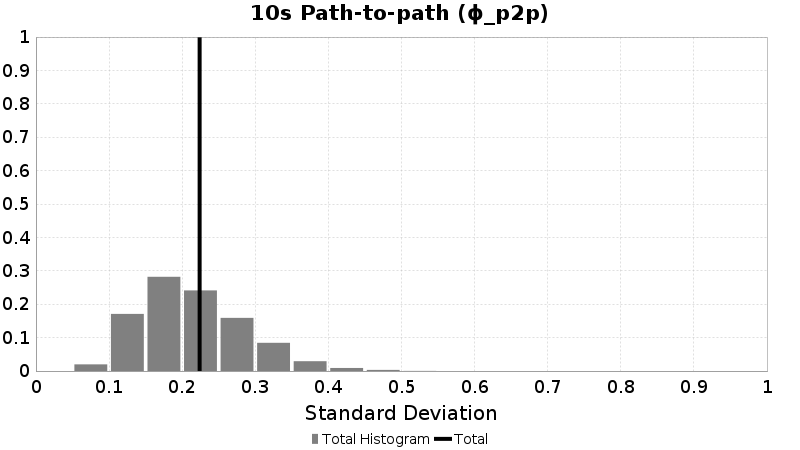 10s Path-to-path (ϕ_p2p)
1
0.9
0.8
0.7
0.6
0.5
0.4
0.3
0.2
0.1
0
0 0.1 0.2 0.3 0.4 0.5 0.6 0.7 0.8 0.9 1
Standard Deviation
Total Histogram Total